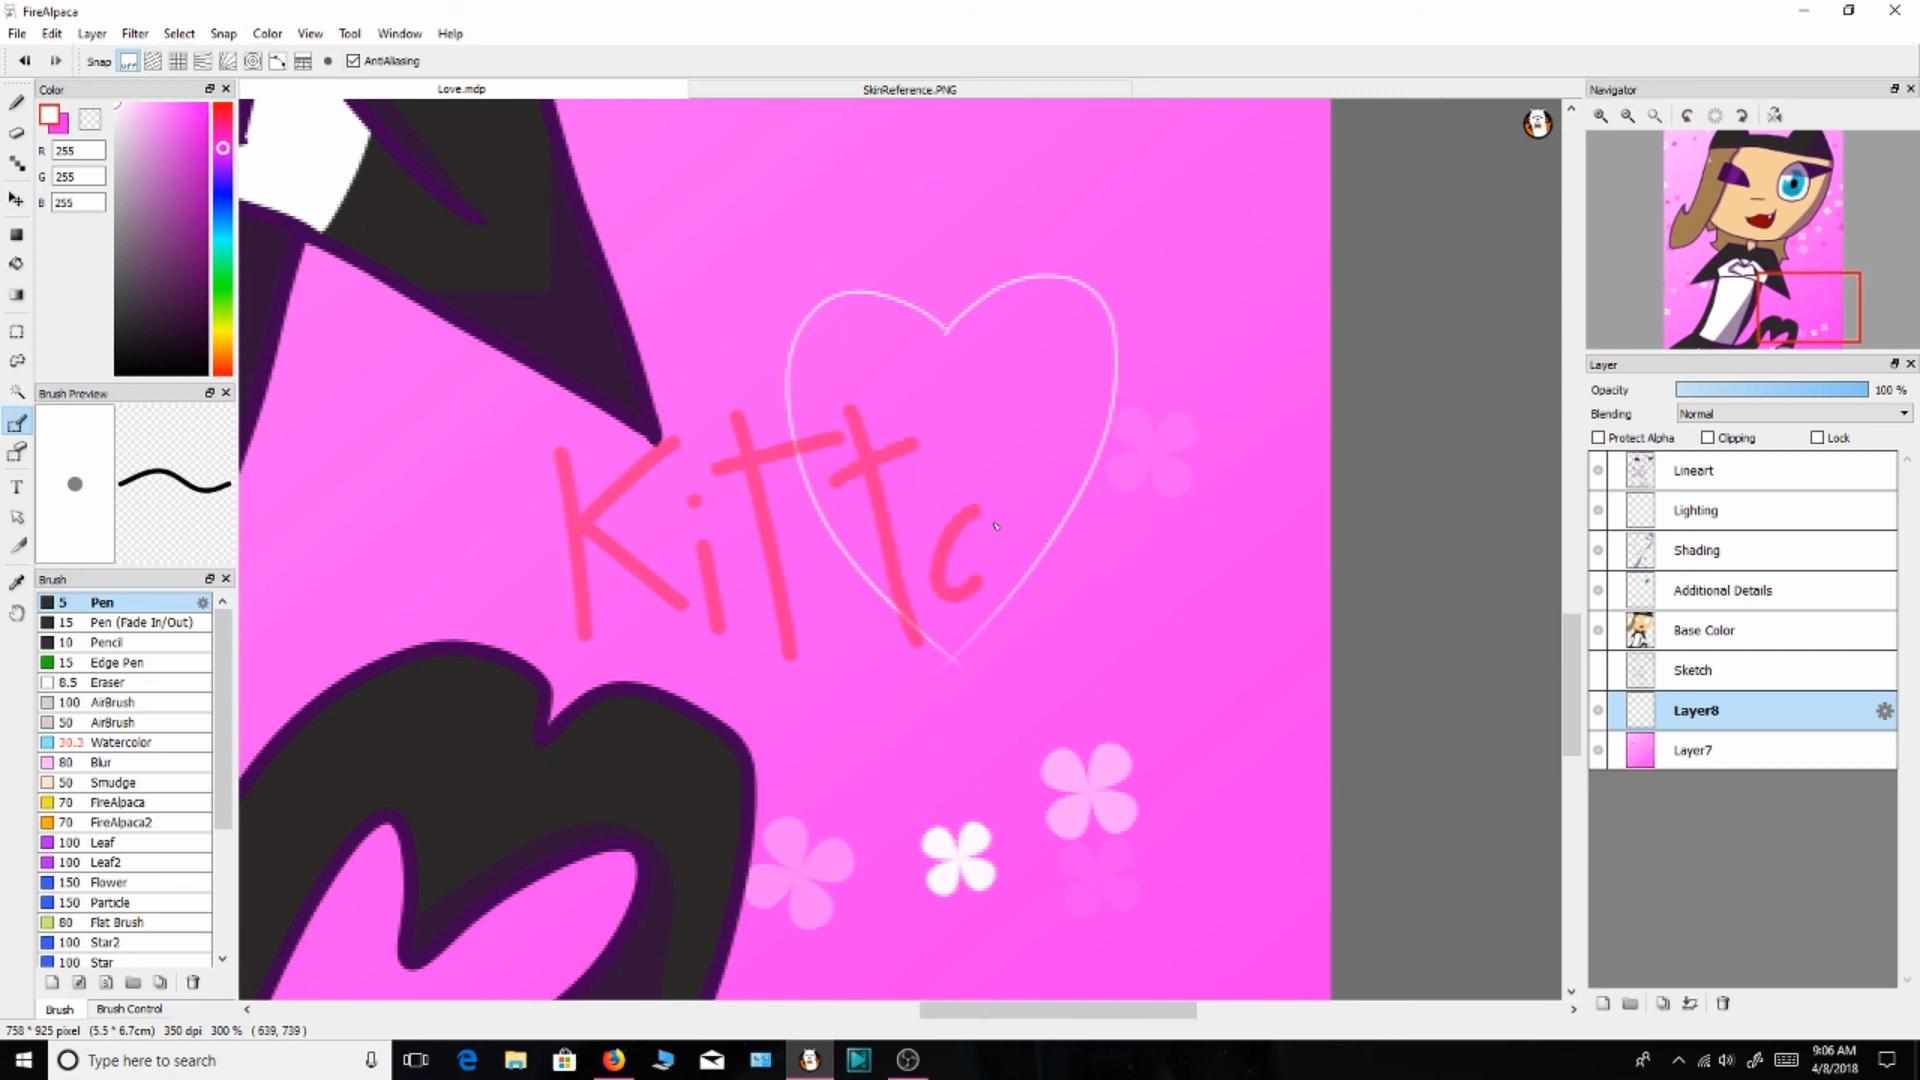 FireAlpaca
File Edit Layer Filter Select Snap Color View Tool Window Help
Snap OFF AntiAliasing
Color
Love.mdp
SkinReference.PNG
Navigator
R 255
G 255
B 255
Kittc
Brush Preview
Brush
5 Pen
15 Pen (Fade In/Out)
10 Pencil
15 Edge Pen
8.5 Eraser
100 AirBrush
50 AirBrush
30.3 Watercolor
80 Blur
50 Smudge
70 FireAlpaca
70 FireAlpaca2
100 Leaf
100 Leaf2
150 Flower
150 Particle
80 Flat Brush
100 Star2
100 Star
Brush Brush Control
Layer
Opacity 100 %
Blending Normal
Protect Alpha Clipping Lock
Lineart
Lighting
Shading
Additional Details
Base Color
Sketch
Layer8
Layer7
758 * 925 pixel (5.5 * 6.7cm) 350 dpi 300 % ( 639, 739 )
Type here to search
9:06 AM
4/8/2018